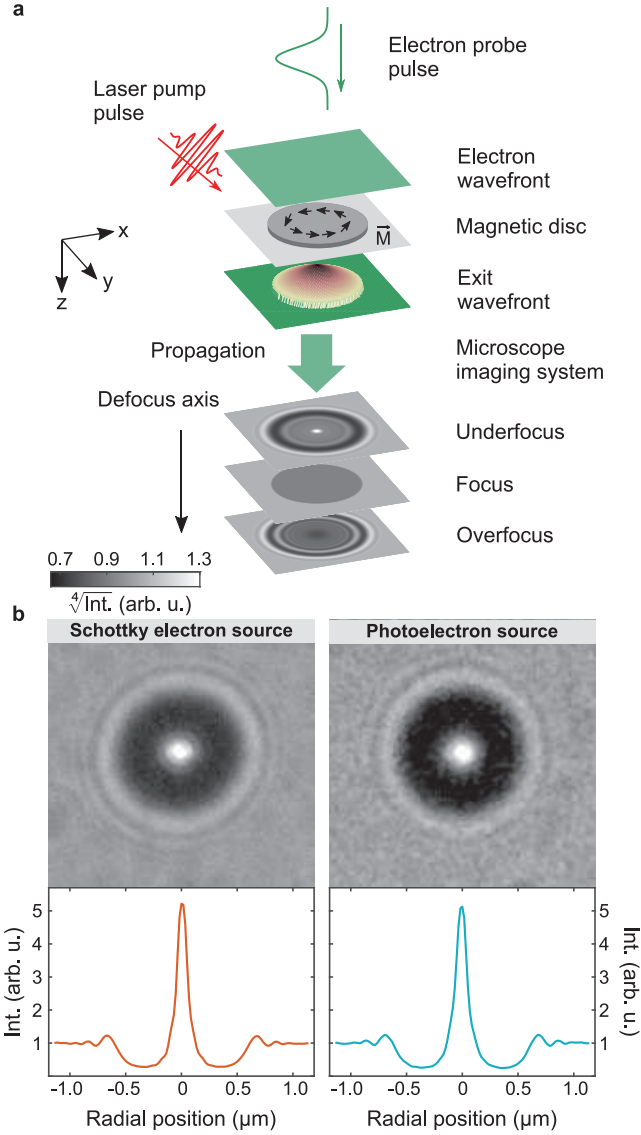 a
Electron probe
pulse
Laser pump
pulse
Electron
wavefront
x
y
z
Magnetic disc
M
Exit
wavefront
Propagation
Microscope
imaging system
Defocus axis
Underfocus
Focus
Overfocus
0.7 0.9 1.1 1.3
∜Int. (arb. u.)
b
Schottky electron source Photoelectron source
5 5
4 4
3 3
2 2
1 1
Int. (arb. u.) Int. (arb. u.)
-1.0 -0.5 0 0.5 1.0 -1.0 -0.5 0 0.5 1.0
Radial position (μm) Radial position (μm)